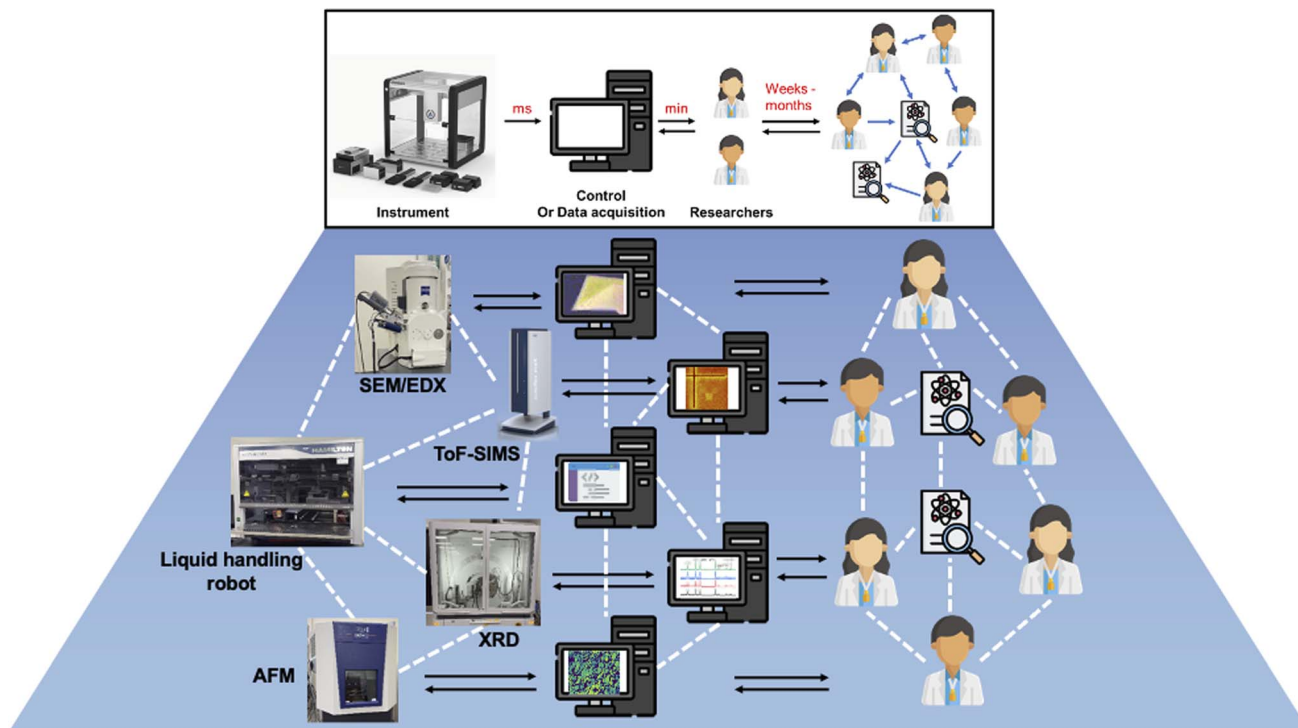 ms
min
Weeks -
months
Instrument
Control
Or Data acquisition
Researchers
SEM/EDX
ToF-SIMS
HAMILTON
Liquid handling
robot
XRD
AFM